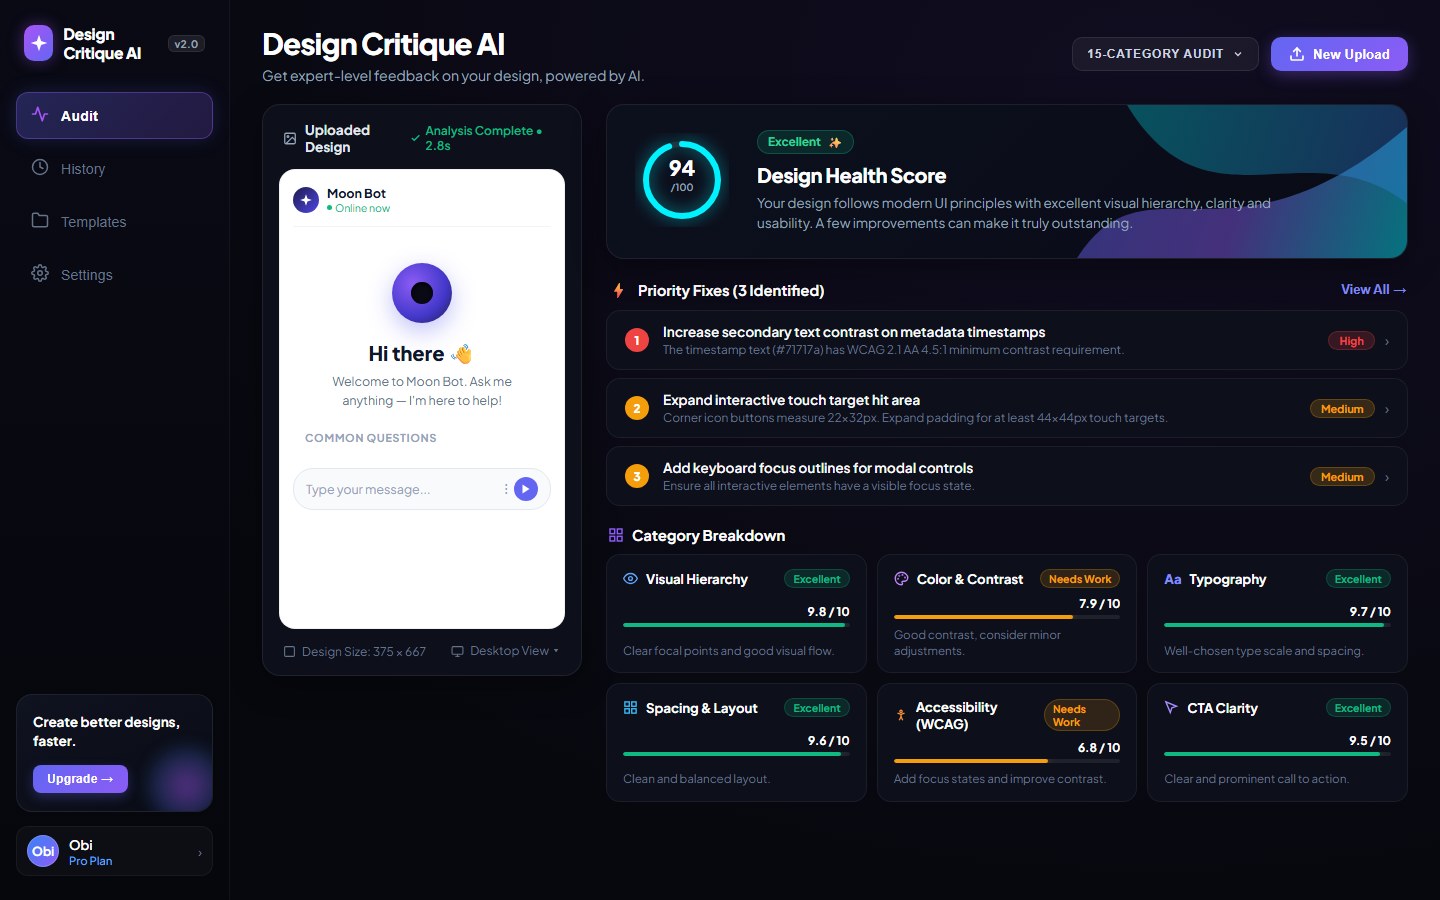 Design
Critique AI
v2.0
Audit
History
Templates
Settings
Create better designs,
faster.
Upgrade →
Obi
Obi
Pro Plan
›
Design Critique AI
Get expert-level feedback on your design, powered by AI.
15-CATEGORY AUDIT
New Upload
Uploaded
Design
Analysis Complete •
2.8s
Moon Bot
Online now
Hi there 👋
Welcome to Moon Bot. Ask me
anything — I'm here to help!
COMMON QUESTIONS
Type your message...
Design Size: 375 × 667
Desktop View
94
/100
Excellent ✨
Design Health Score
Your design follows modern UI principles with excellent visual hierarchy, clarity and
usability. A few improvements can make it truly outstanding.
Priority Fixes (3 Identified)
View All →
1
Increase secondary text contrast on metadata timestamps
The timestamp text (#71717a) has WCAG 2.1 AA 4.5:1 minimum contrast requirement.
High ›
2
Expand interactive touch target hit area
Corner icon buttons measure 22×32px. Expand padding for at least 44×44px touch targets.
Medium ›
3
Add keyboard focus outlines for modal controls
Ensure all interactive elements have a visible focus state.
Medium ›
Category Breakdown
Visual Hierarchy
Excellent
9.8 / 10
Clear focal points and good visual flow.
Color & Contrast
Needs Work
7.9 / 10
Good contrast, consider minor
adjustments.
Aa Typography
Excellent
9.7 / 10
Well-chosen type scale and spacing.
Spacing & Layout
Excellent
9.6 / 10
Clean and balanced layout.
Accessibility
(WCAG)
Needs
Work
6.8 / 10
Add focus states and improve contrast.
CTA Clarity
Excellent
9.5 / 10
Clear and prominent call to action.